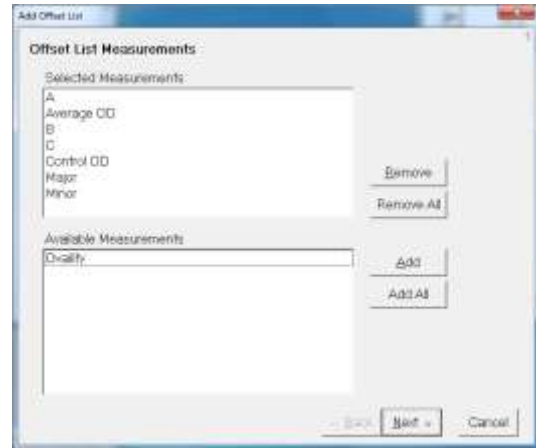 Add Offset List
1
Offset List Measurements
Selected Measurements
A
Average OD
B
C
Control OD
Major
Minor
Remove
Remove All
Available Measurements
Ovality
Add
Add All
< Back
Next >
Cancel